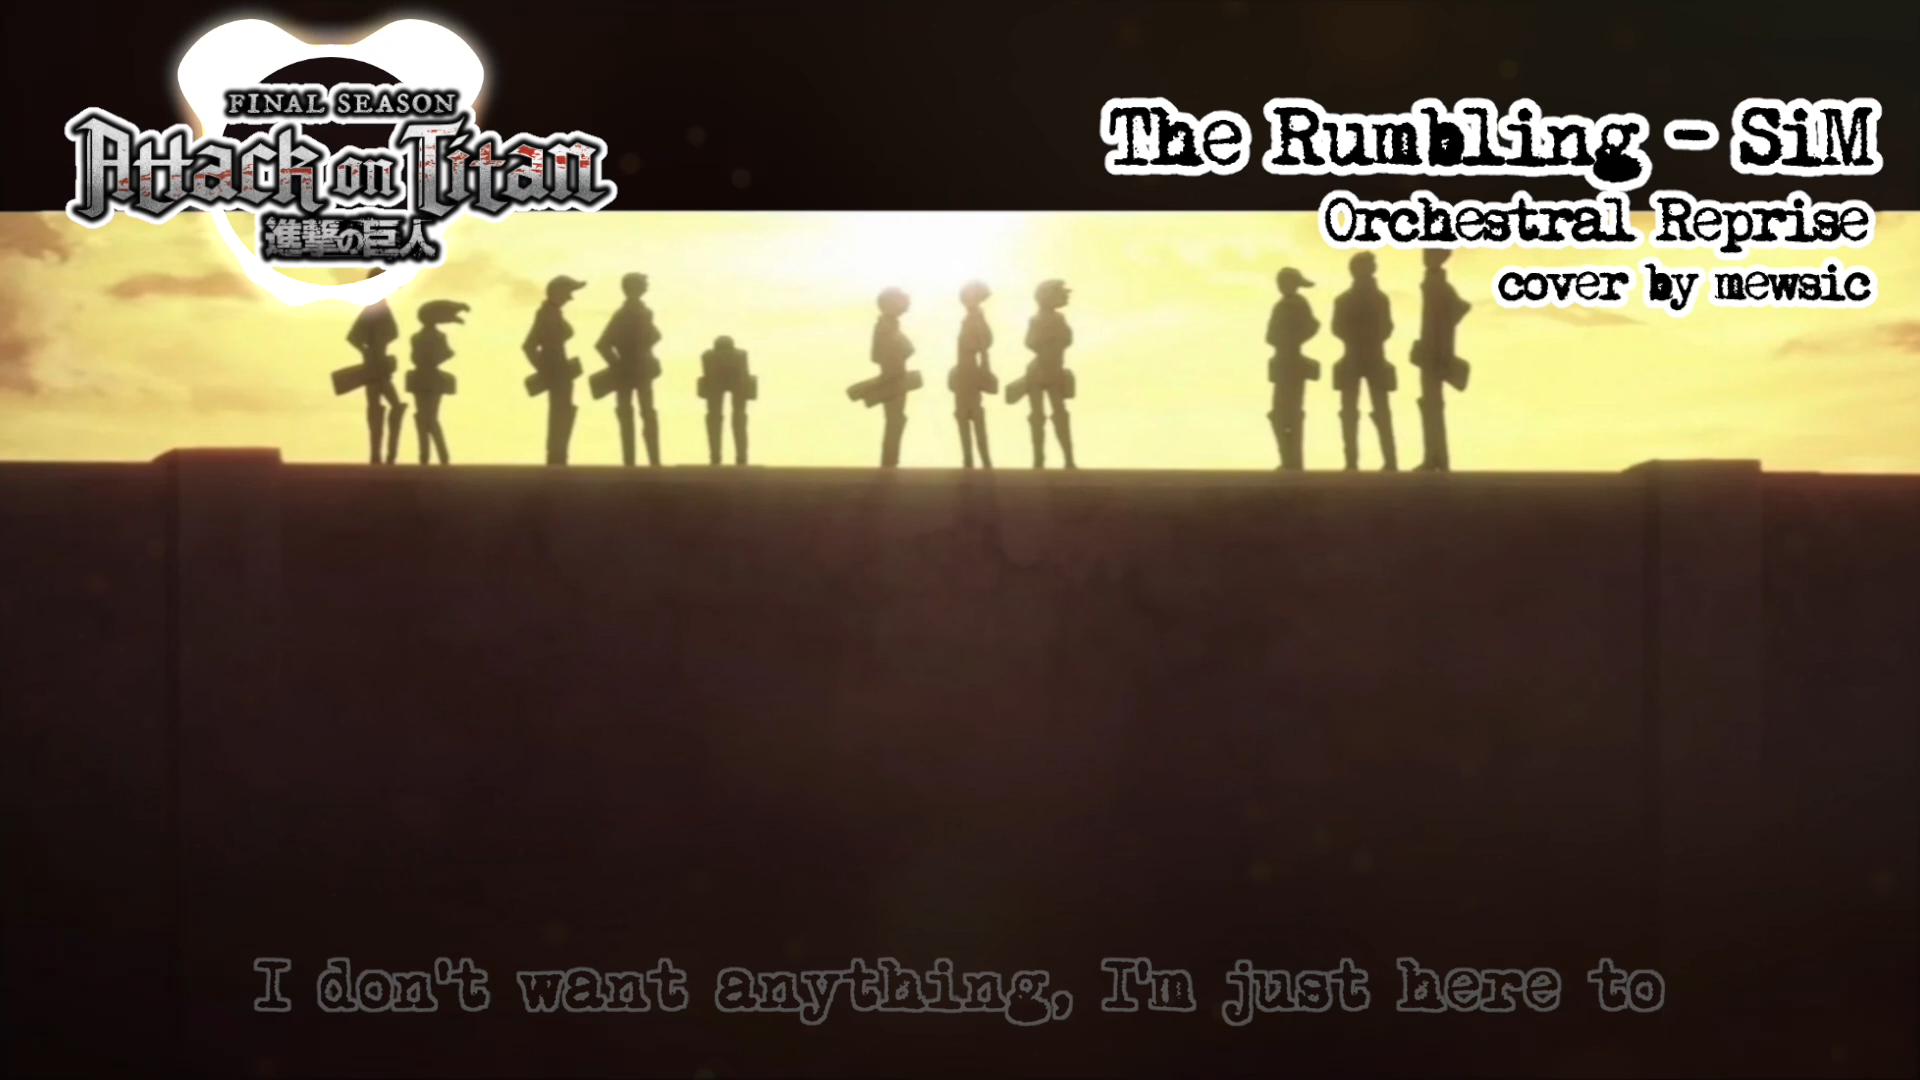 FINAL SEASON
Attack on Titan
進撃の巨人
The Rumbling - SiM
Orchestral Reprise
cover by mewsic
I don't want anything, I'm just here to